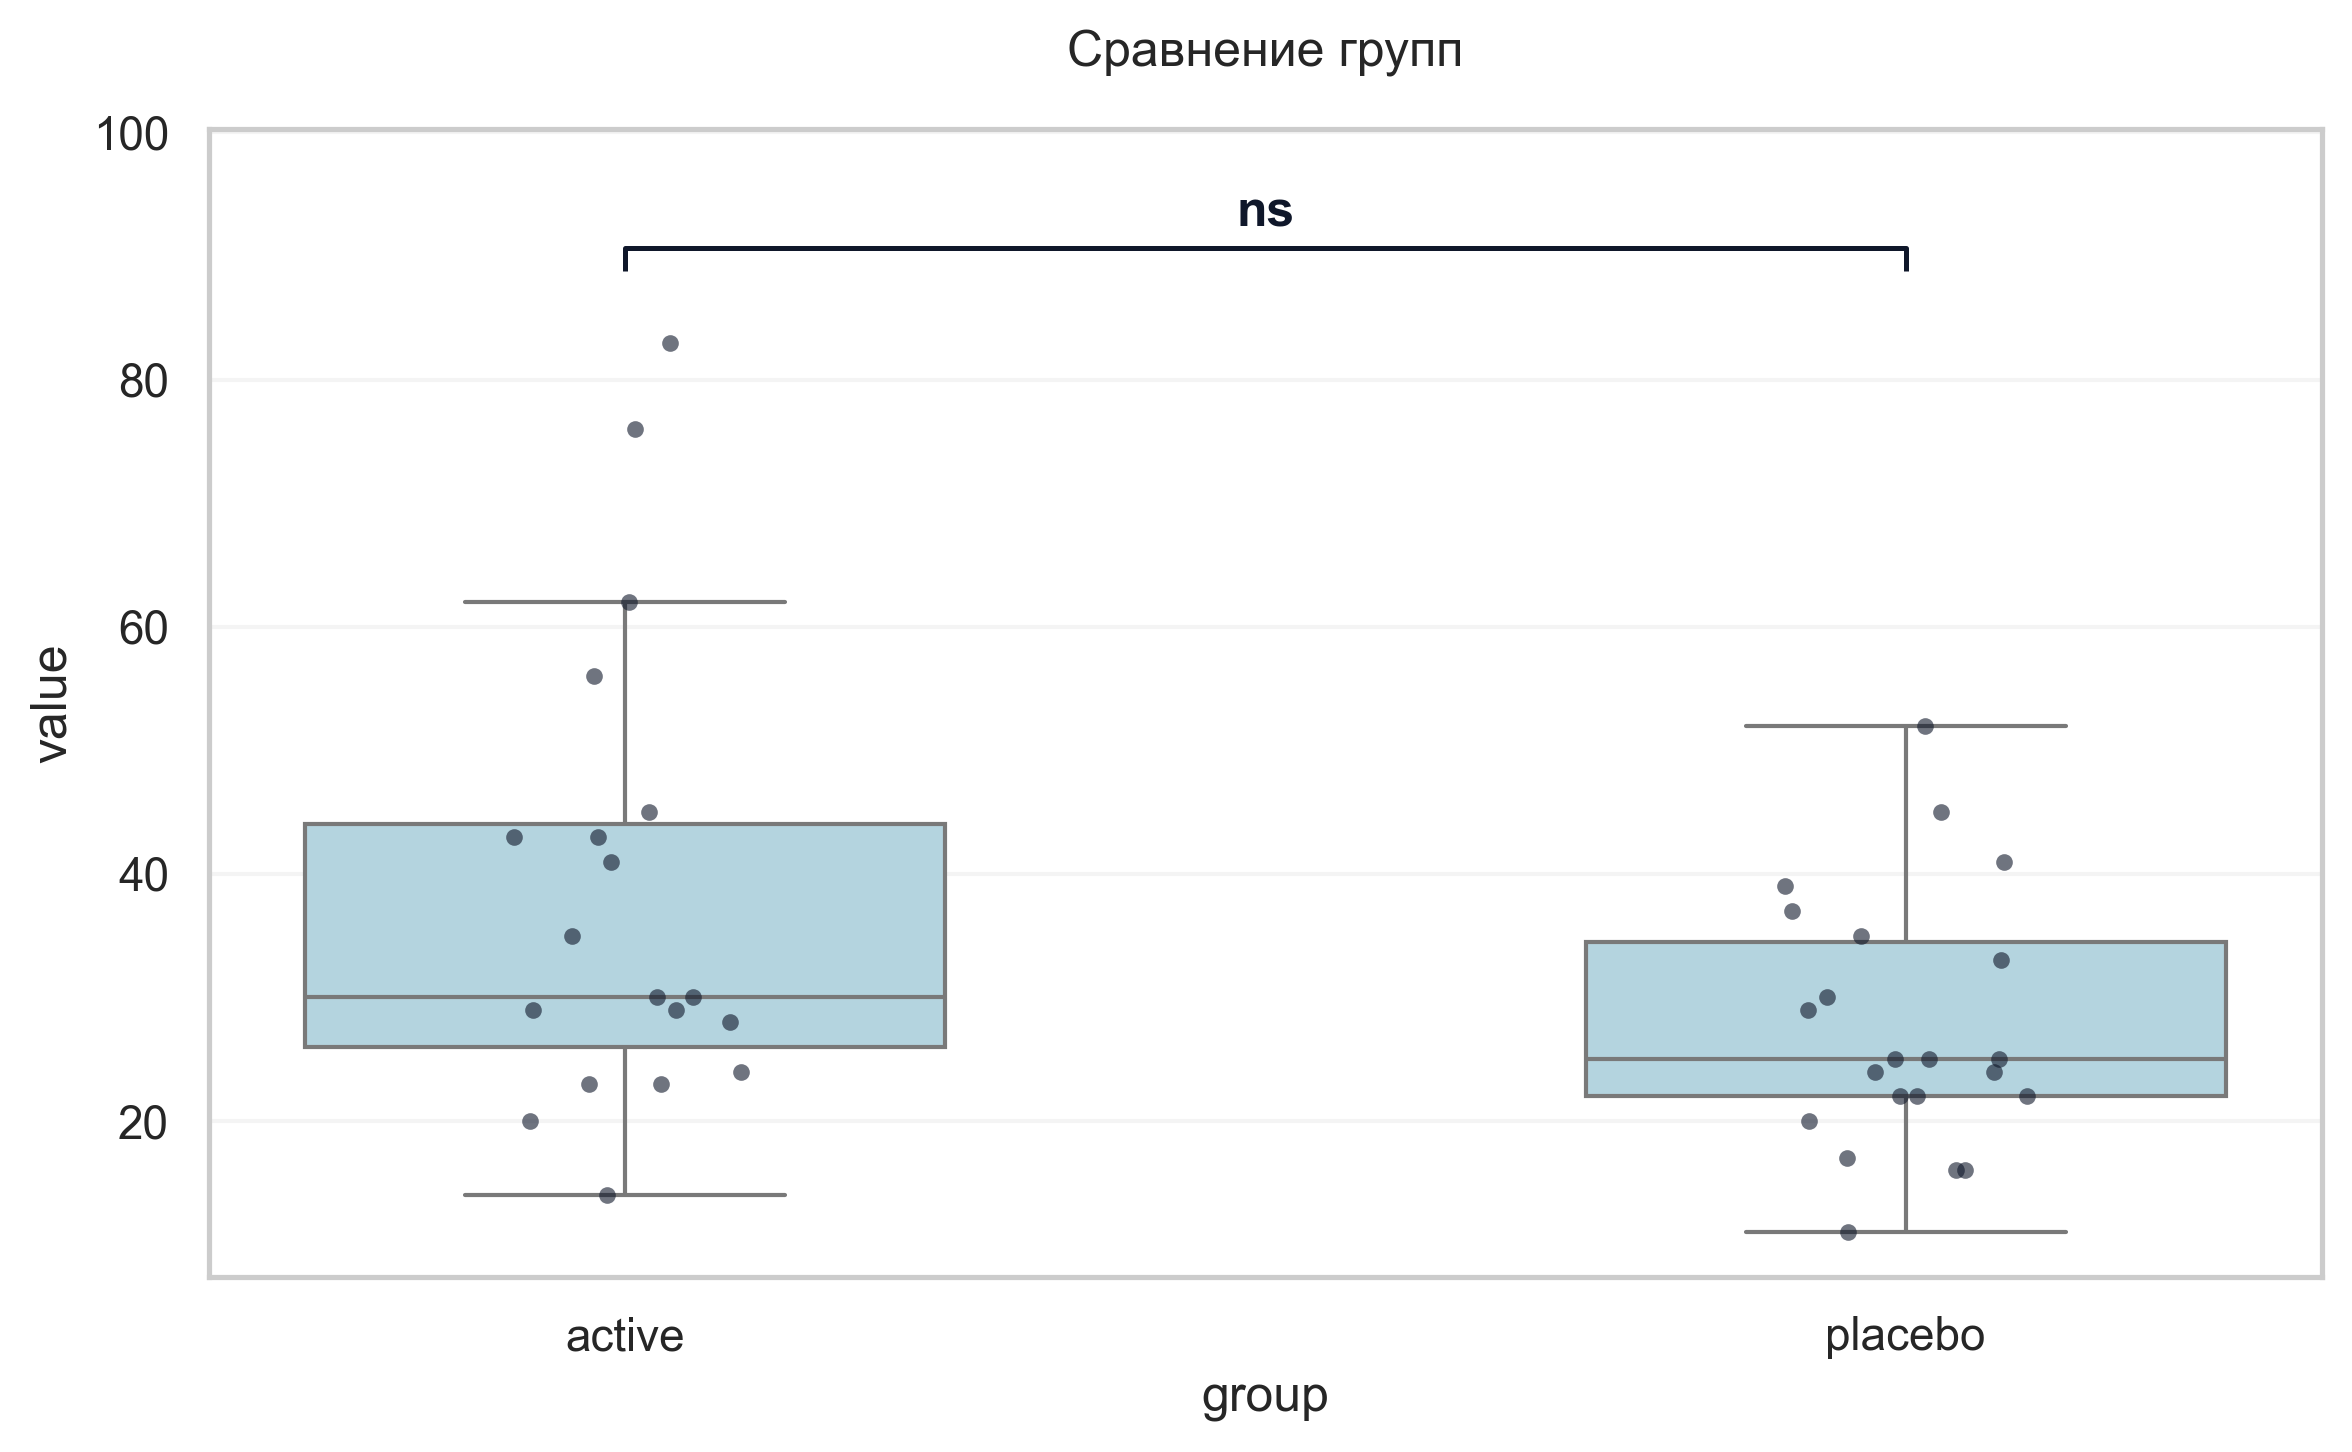 Сравнение групп
100
80
60
40
20
value
ns
active
placebo
group